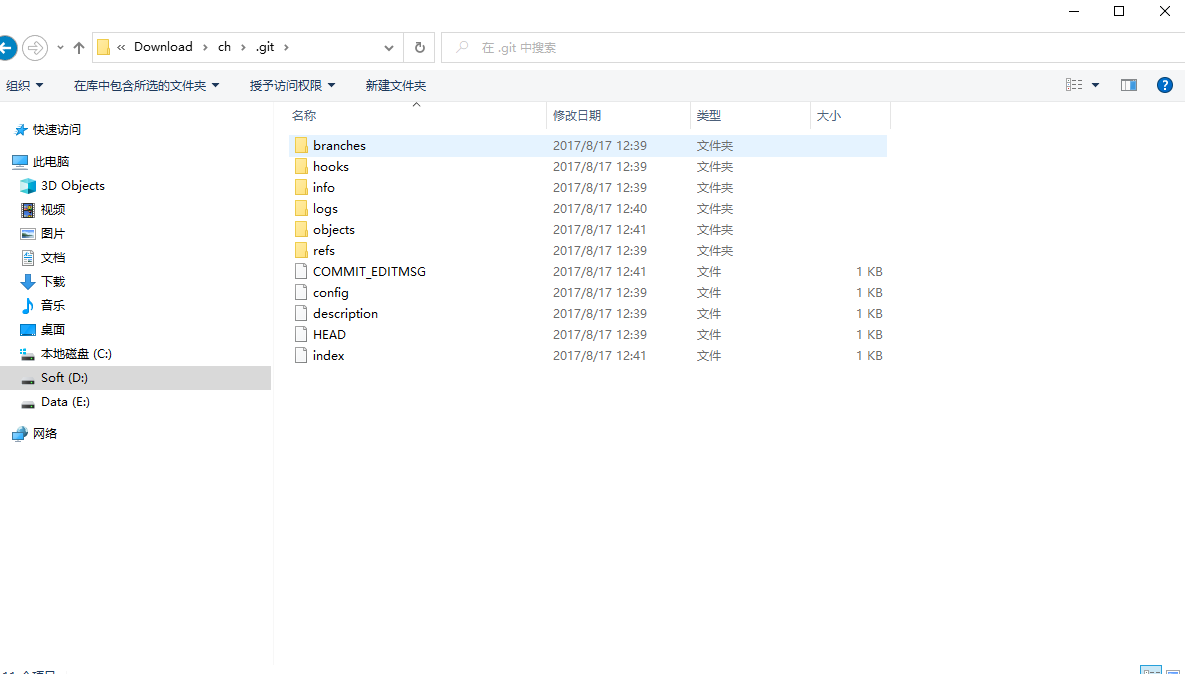 « Download › ch › .git ›
在 .git 中搜索
组织 在库中包含所选的文件夹 授予访问权限 新建文件夹
快速访问
此电脑
3D Objects
视频
图片
文档
下载
音乐
桌面
本地磁盘 (C:)
Soft (D:)
Data (E:)
网络
名称 修改日期 类型 大小
branches 2017/8/17 12:39 文件夹
hooks 2017/8/17 12:39 文件夹
info 2017/8/17 12:39 文件夹
logs 2017/8/17 12:40 文件夹
objects 2017/8/17 12:41 文件夹
refs 2017/8/17 12:39 文件夹
COMMIT_EDITMSG 2017/8/17 12:41 文件 1 KB
config 2017/8/17 12:39 文件 1 KB
description 2017/8/17 12:39 文件 1 KB
HEAD 2017/8/17 12:39 文件 1 KB
index 2017/8/17 12:41 文件 1 KB